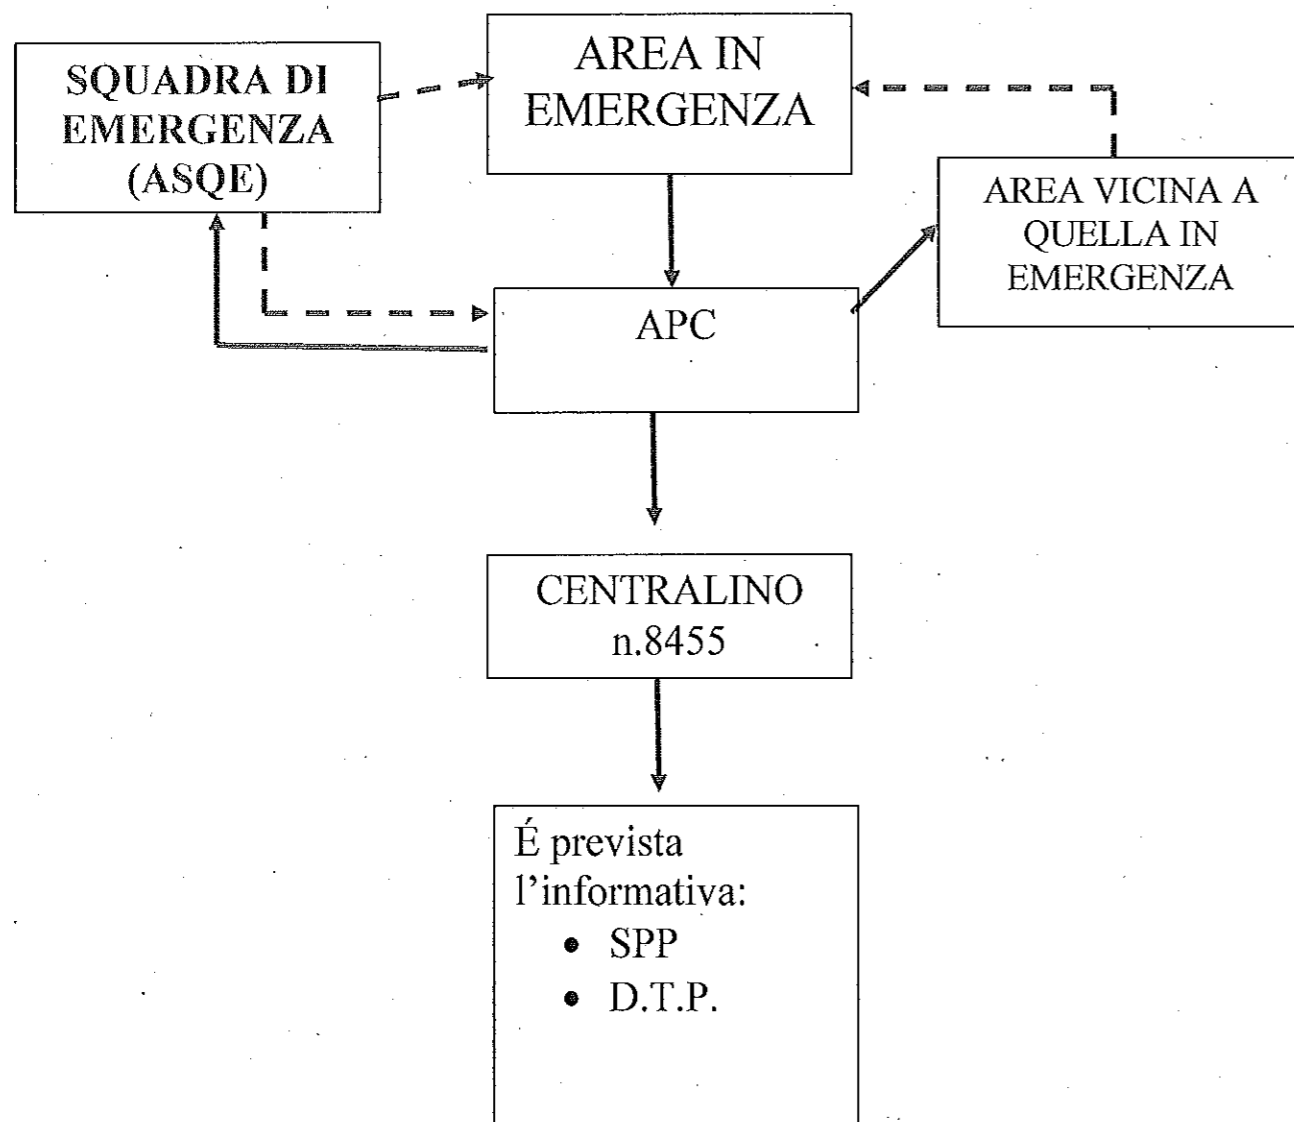 SQUADRA DI
EMERGENZA
(ASQE)
AREA IN
EMERGENZA
AREA VICINA A
QUELLA IN
EMERGENZA
APC
CENTRALINO
n.8455
É prevista
l’informativa:
• SPP
• D.T.P.